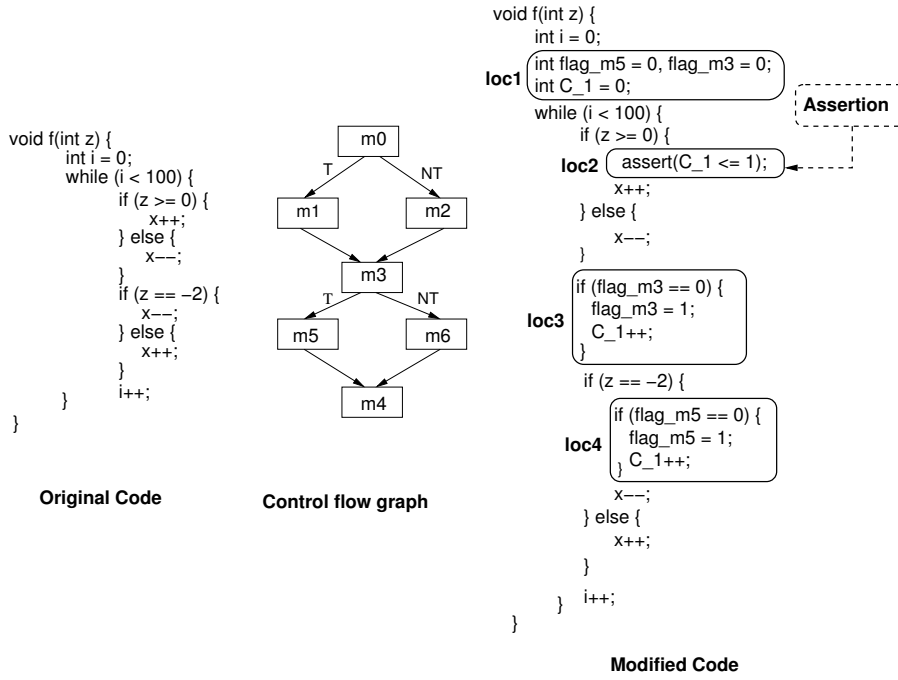 void f(int z) {
int i = 0;
while (i < 100) {
if (z >= 0) {
x++;
} else {
x−−;
}
if (z == −2) {
x−−;
} else {
x++;
}
i++;
}
}
Original Code
m0
T
NT
m1
m2
m3
T
NT
m5
m6
m4
Control flow graph
void f(int z) {
int i = 0;
loc1
int flag_m5 = 0, flag_m3 = 0;
int C_1 = 0;
Assertion
while (i < 100) {
if (z >= 0) {
loc2
assert(C_1 <= 1);
x++;
} else {
x−−;
}
loc3
if (flag_m3 == 0) {
flag_m3 = 1;
C_1++;
}
if (z == −2) {
loc4
if (flag_m5 == 0) {
flag_m5 = 1;
C_1++;
}
x−−;
} else {
x++;
}
i++;
}
}
Modified Code